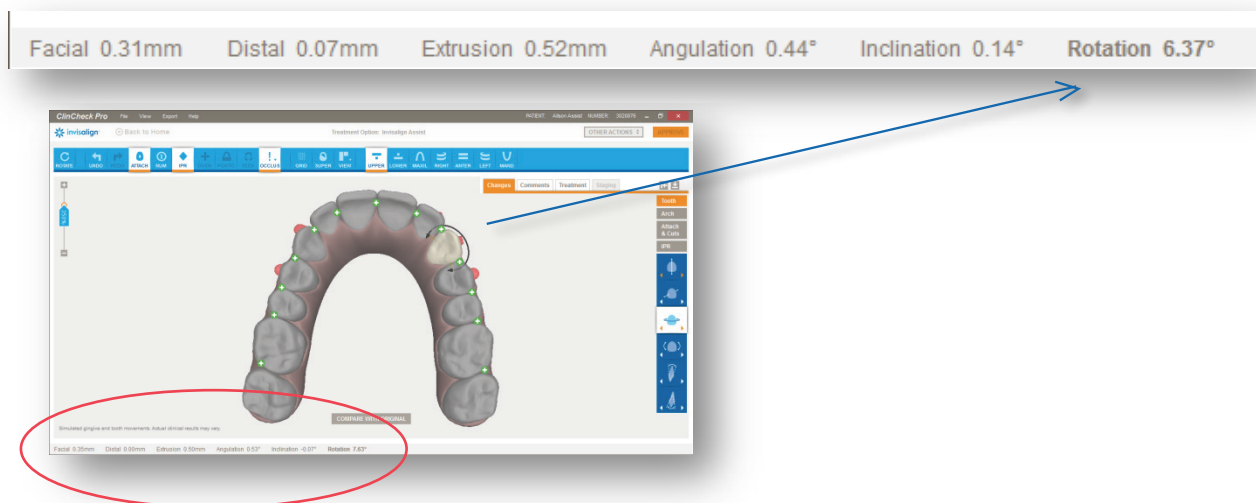 Facial 0.31mm Distal 0.07mm Extrusion 0.52mm Angulation 0.44° Inclination 0.14° Rotation 6.37°
ClinCheck Pro File View Export Help PATIENT: NUMBER:
invisalign Back to Home Treatment Option: Invisalign Assist OTHER ACTIONS APPROVE
UNDO ATTACH NUM IPR OCCLUS GRID SUPER VIEW UPPER LOWER MAXIL RIGHT ANTER LEFT MAND
Changes Comments Treatment Staging
Tooth
Arch
Attach
& Cuts
IPR
COMPARE WITH ORIGINAL
Simulated gingiva and tooth movements. Actual clinical results may vary
Facial 0.35mm Distal 0.00mm Extrusion 0.50mm Angulation 0.53° Inclination -0.07° Rotation 7.63°